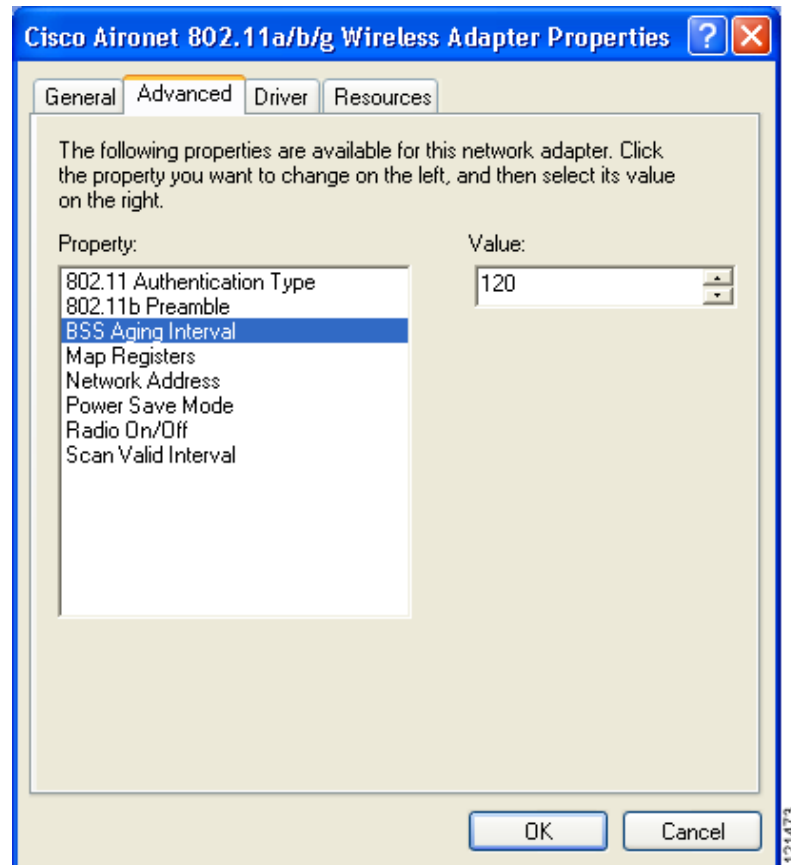 Cisco Aironet 802.11a/b/g Wireless Adapter Properties
General Advanced Driver Resources
The following properties are available for this network adapter. Click
the property you want to change on the left, and then select its value
on the right.
Property:
Value:
802.11 Authentication Type
802.11b Preamble
BSS Aging Interval
Map Registers
Network Address
Power Save Mode
Radio On/Off
Scan Valid Interval
120
OK Cancel
121473